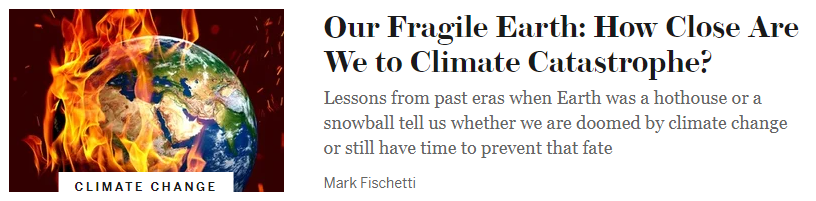 Our Fragile Earth: How Close Are
We to Climate Catastrophe?
Lessons from past eras when Earth was a hothouse or a
snowball tell us whether we are doomed by climate change
or still have time to prevent that fate
Mark Fischetti
CLIMATE CHANGE